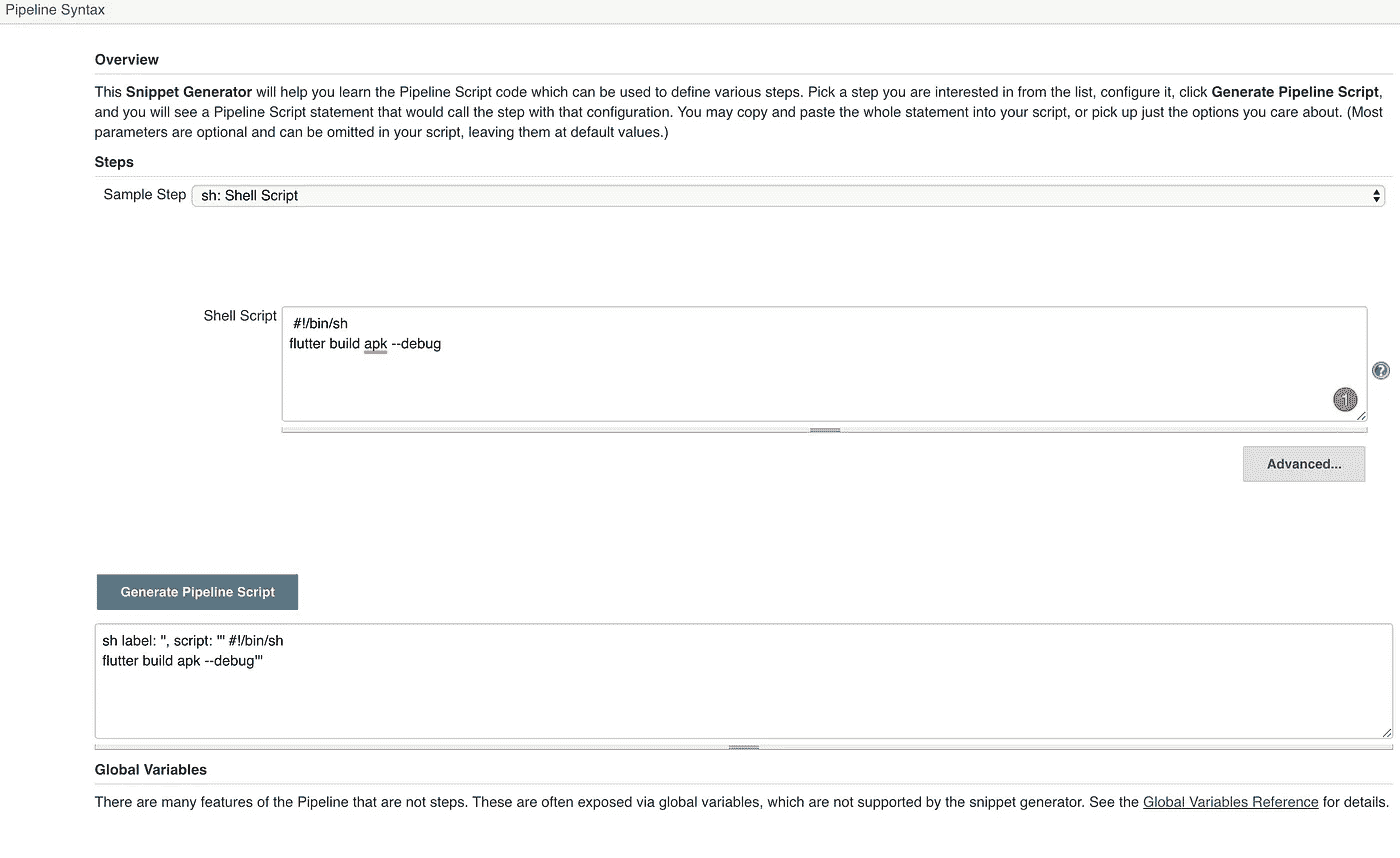 Pipeline Syntax
Overview
This Snippet Generator will help you learn the Pipeline Script code which can be used to define various steps. Pick a step you are interested in from the list, configure it, click Generate Pipeline Script,
and you will see a Pipeline Script statement that would call the step with that configuration. You may copy and paste the whole statement into your script, or pick up just the options you care about. (Most
parameters are optional and can be omitted in your script, leaving them at default values.)
Steps
Sample Step sh: Shell Script
Shell Script #!/bin/sh
flutter build apk --debug
?
1
Advanced...
Generate Pipeline Script
sh label: '', script: ''' #!/bin/sh
flutter build apk --debug'''
Global Variables
There are many features of the Pipeline that are not steps. These are often exposed via global variables, which are not supported by the snippet generator. See the Global Variables Reference for details.